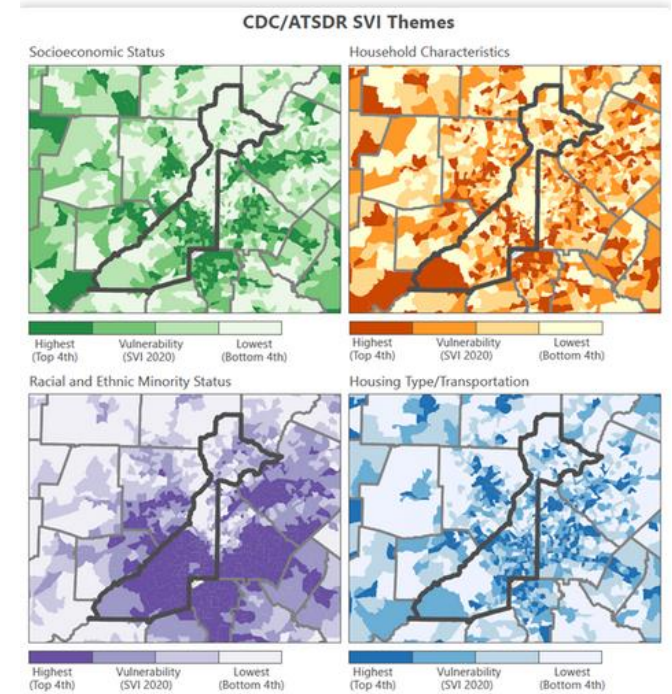 CDC/ATSDR SVI Themes
Socioeconomic Status
Household Characteristics
Highest (Top 4th)
Vulnerability (SVI 2020)
Lowest (Bottom 4th)
Highest (Top 4th)
Vulnerability (SVI 2020)
Lowest (Bottom 4th)
Racial and Ethnic Minority Status
Housing Type/Transportation
Highest (Top 4th)
Vulnerability (SVI 2020)
Lowest (Bottom 4th)
Highest (Top 4th)
Vulnerability (SVI 2020)
Lowest (Bottom 4th)